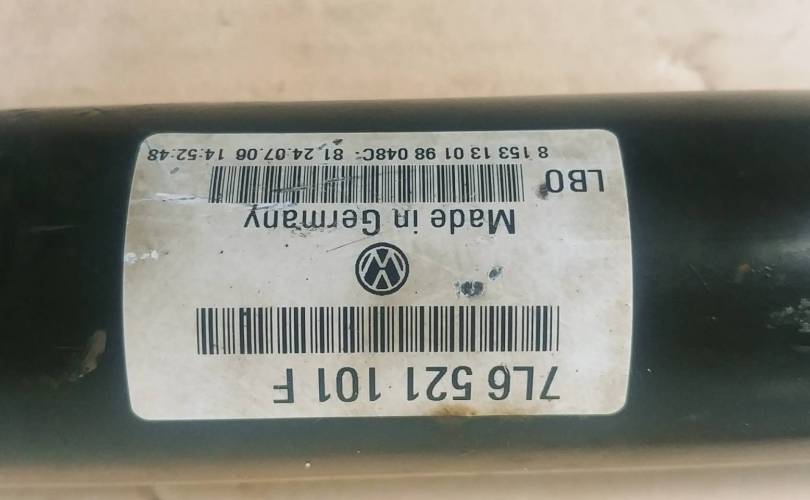 7L6 521 101 F
Made in Germany
LBO
8 153 13 01 98 048C- 81 24.07.06 14:52:48